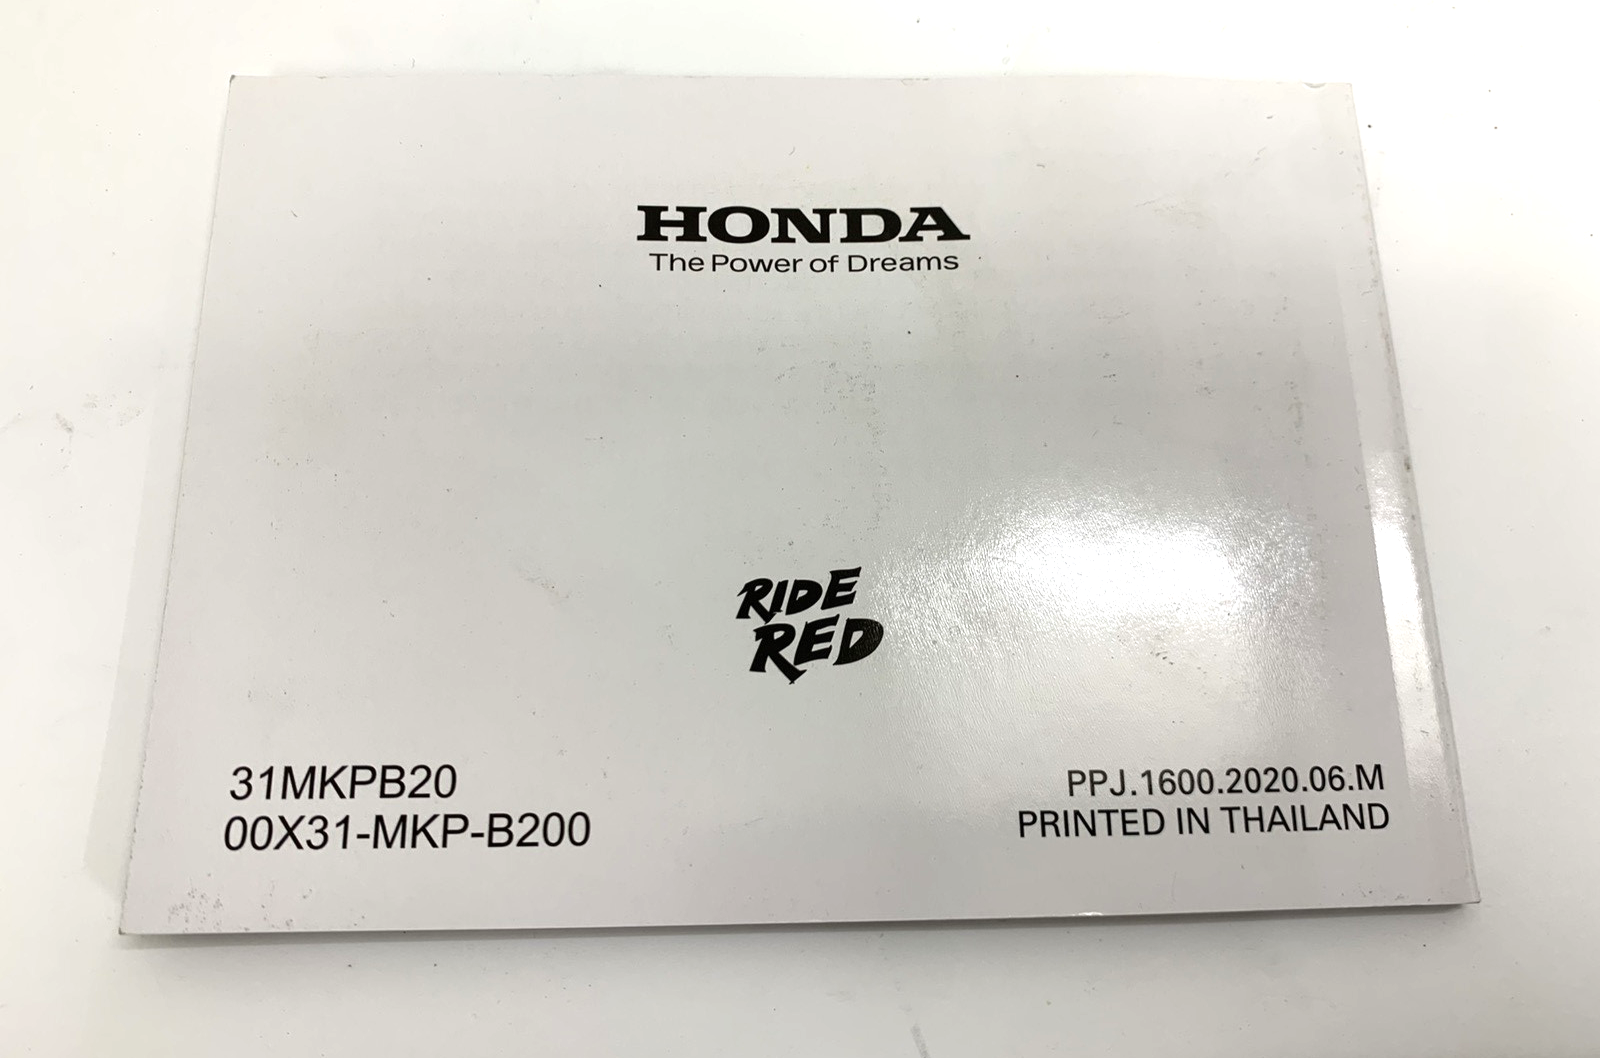 HONDA
The Power of Dreams
RIDE
RED
31MKPB20
00X31-MKP-B200
PPJ.1600.2020.06.M
PRINTED IN THAILAND